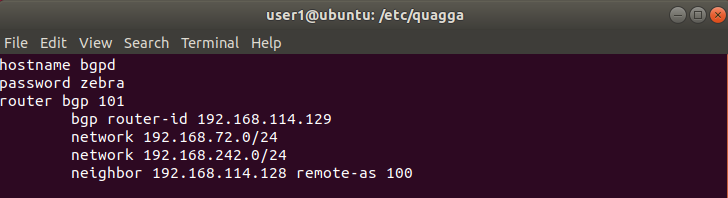 user1@ubuntu: /etc/quagga
File Edit View Search Terminal Help
hostname bgpd
password zebra
router bgp 101
bgp router-id 192.168.114.129
network 192.168.72.0/24
network 192.168.242.0/24
neighbor 192.168.114.128 remote-as 100